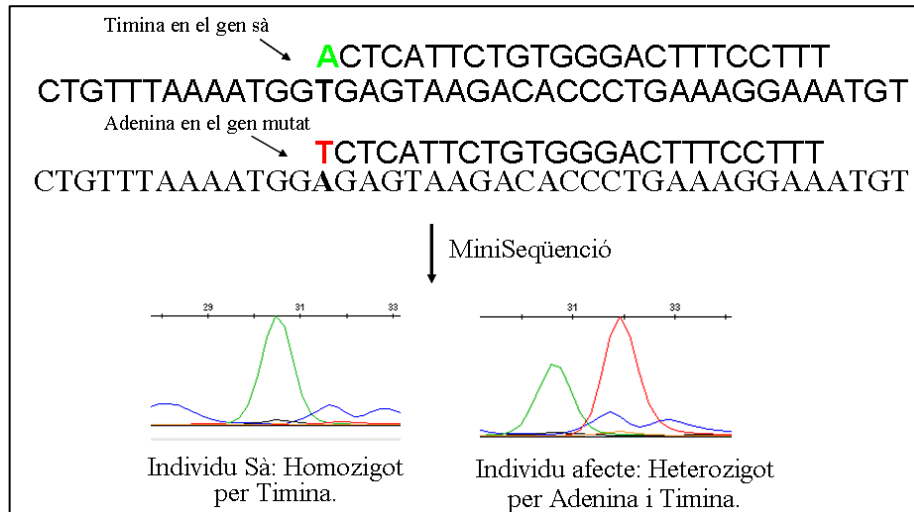 Timina en el gen sà
ACTCATTCTGTGGGACTTTCCTTT
CTGTTTAAAATGGTGAGTAAGACACCCTGAAAGGAAATGT
Adenina en el gen mutat
TCTCATTCTGTGGGACTTTCCTTT
CTGTTTAAAATGGAGAGTAAGACACCCTGAAAGGAAATGT
MiniSeqüenció
29 31 33
31 33
Individu Sà: Homozigot
per Timina.
Individu afecte: Heterozigot
per Adenina i Timina.